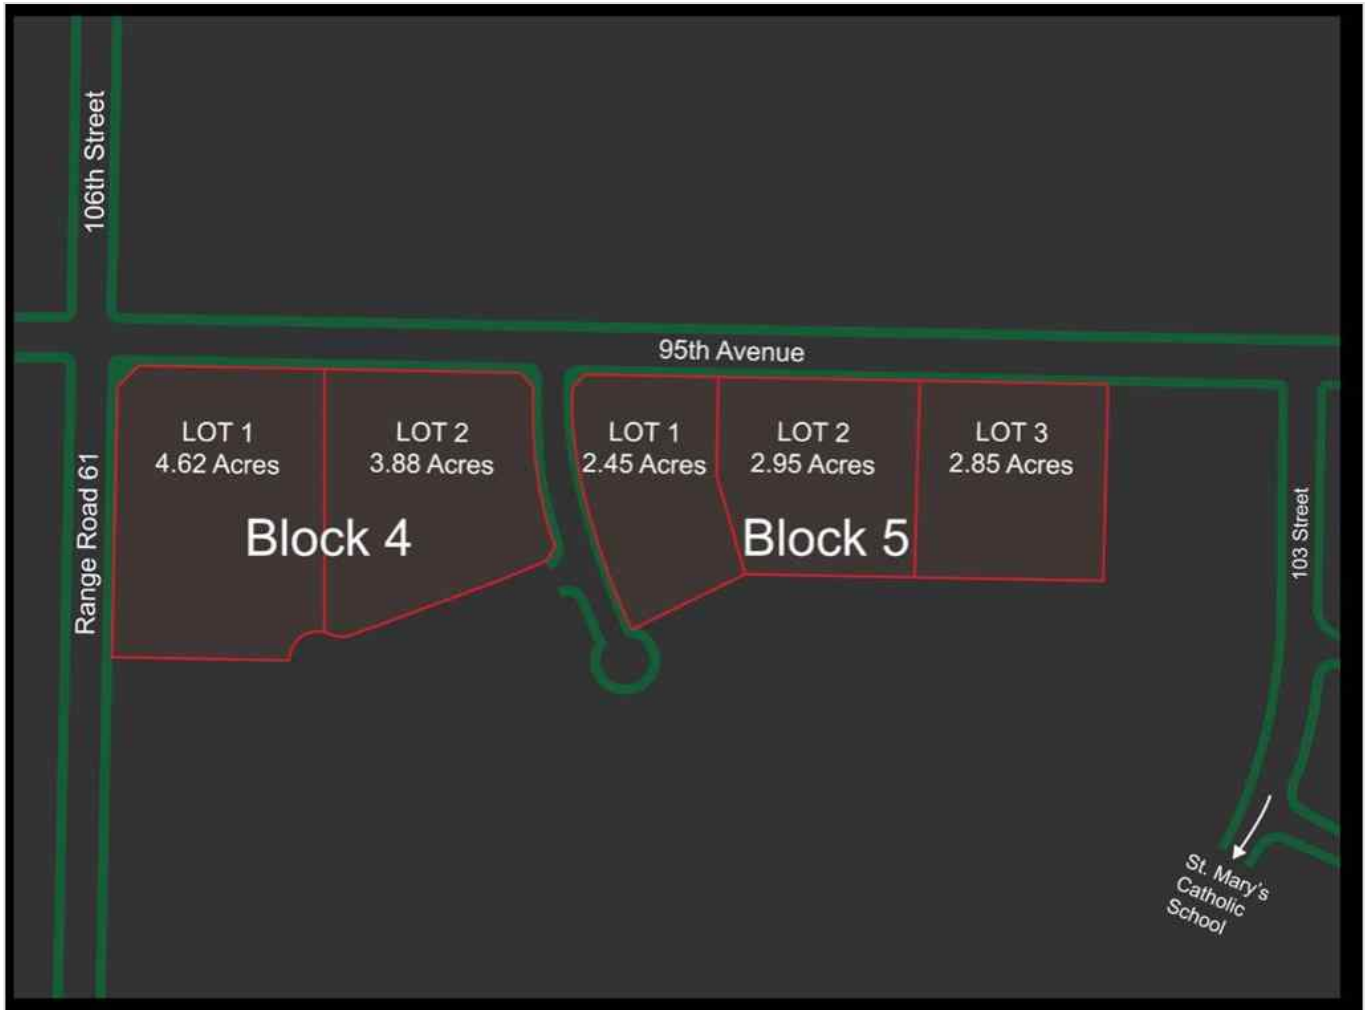 106th Street
95th Avenue
LOT 1
4.62 Acres
LOT 2
3.88 Acres
Block 4
LOT 1
2.45 Acres
LOT 2
2.95 Acres
LOT 3
2.85 Acres
Block 5
Range Road 61
103 Street
St. Mary's
Catholic
School